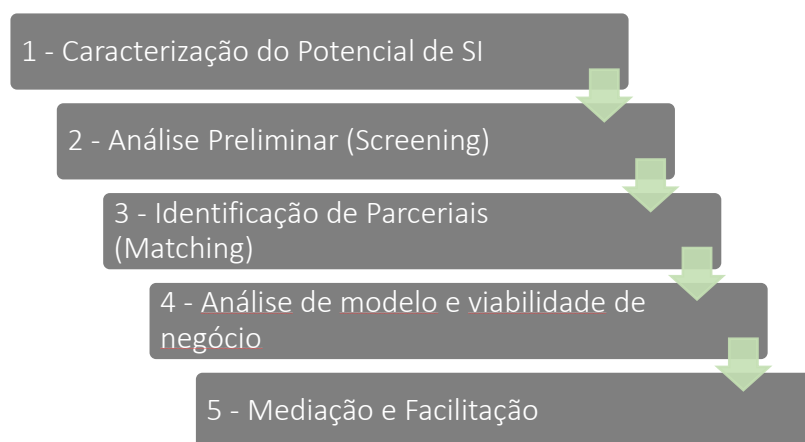 1 - Caracterização do Potencial de SI
2 - Análise Preliminar (Screening)
3 - Identificação de Parceriais
(Matching)
4 - Análise de modelo e viabilidade de
negócio
5 - Mediação e Facilitação